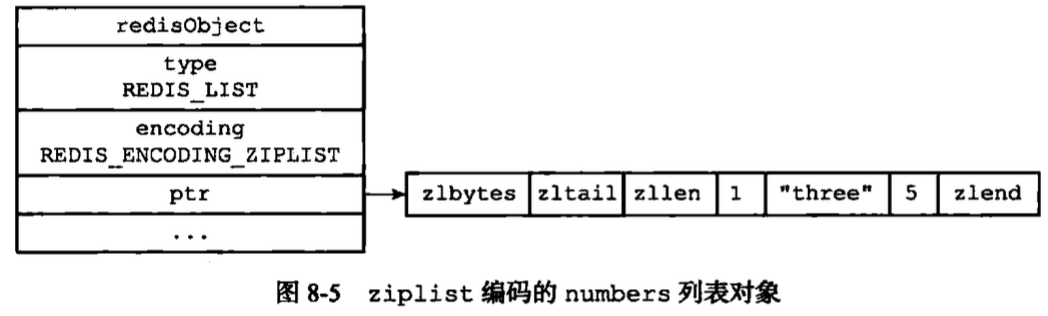 redisObject
type
REDIS_LIST
encoding
REDIS_ENCODING_ZIPLIST
ptr
...
zlbytes zltail zllen 1 "three" 5 zlend
图 8-5 ziplist 编码的 numbers 列表对象